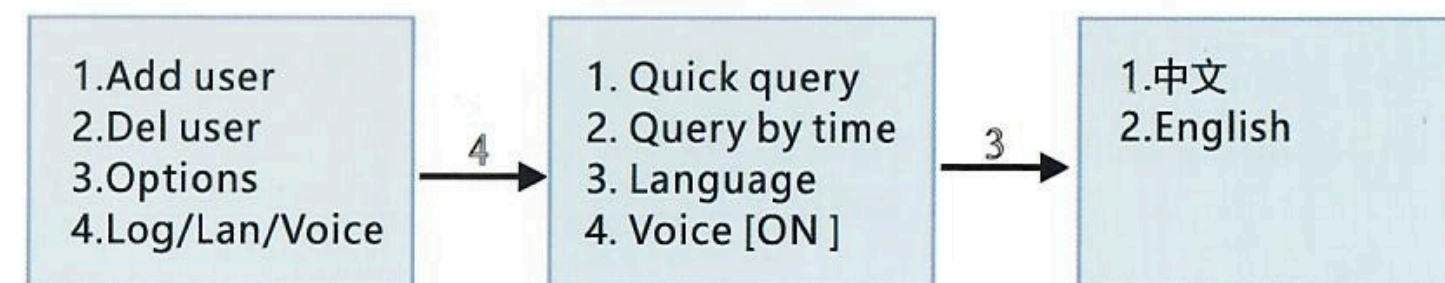 1.Add user
2.Del user
3.Options
4.Log/Lan/Voice
4
1. Quick query
2. Query by time
3. Language
4. Voice [ON ]
3
1.中文
2.English